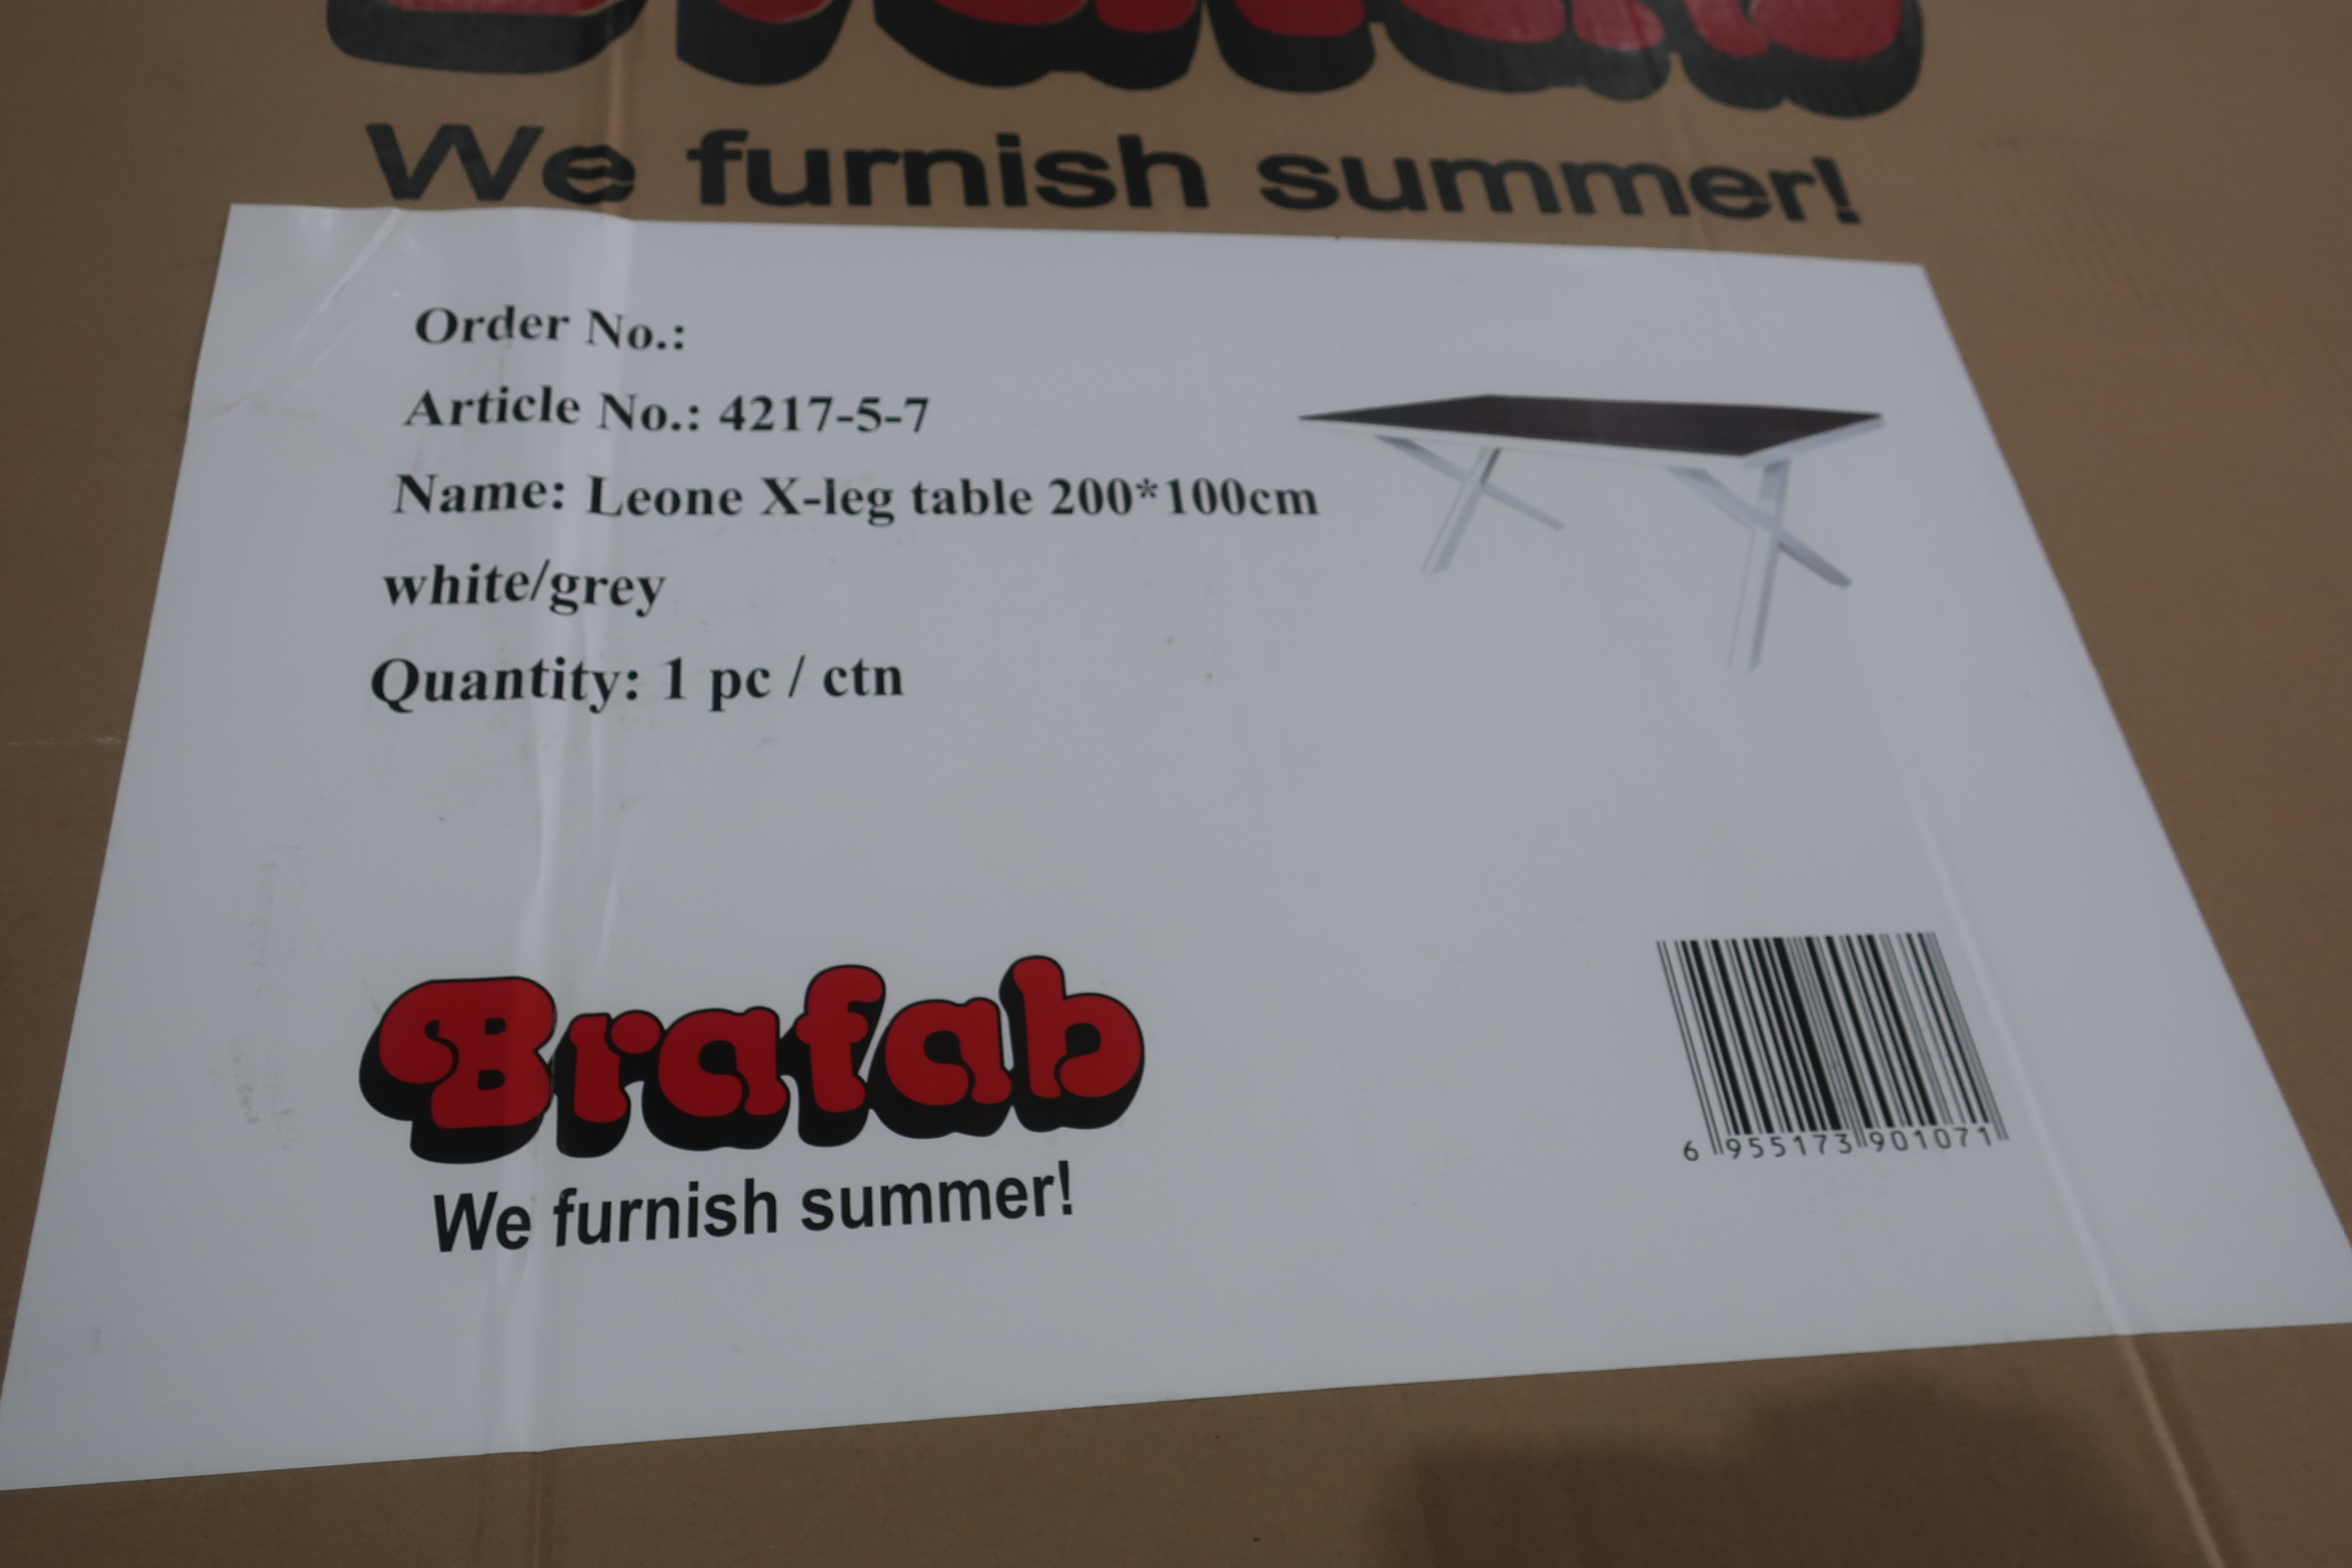 Brafab
We furnish summer!
Order No.:
Article No.: 4217-5-7
Name: Leone X-leg table 200*100cm
white/grey
Quantity: 1 pc / ctn
Brafab
We furnish summer!
6 955173 901071